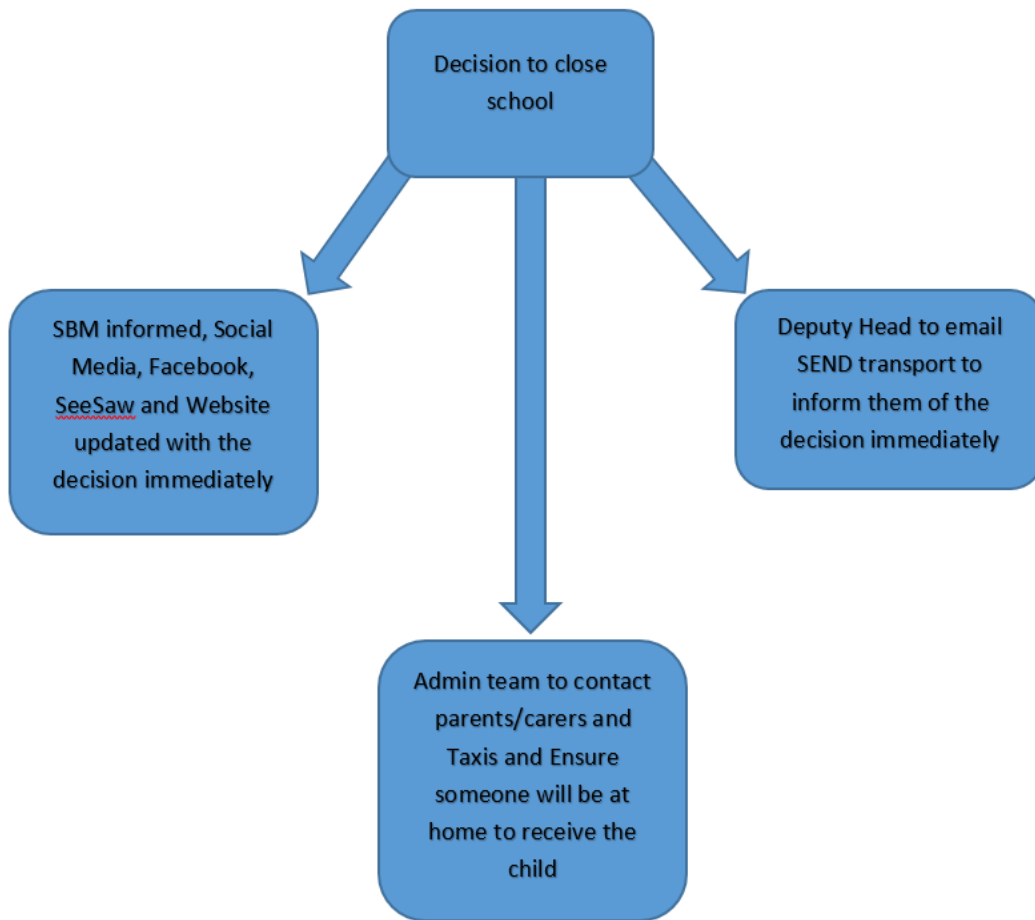 Decision to close
school
SBM informed, Social
Media, Facebook,
SeeSaw and Website
updated with the
decision immediately
Deputy Head to email
SEND transport to
inform them of the
decision immediately
Admin team to contact
parents/carers and
Taxis and Ensure
someone will be at
home to receive the
child